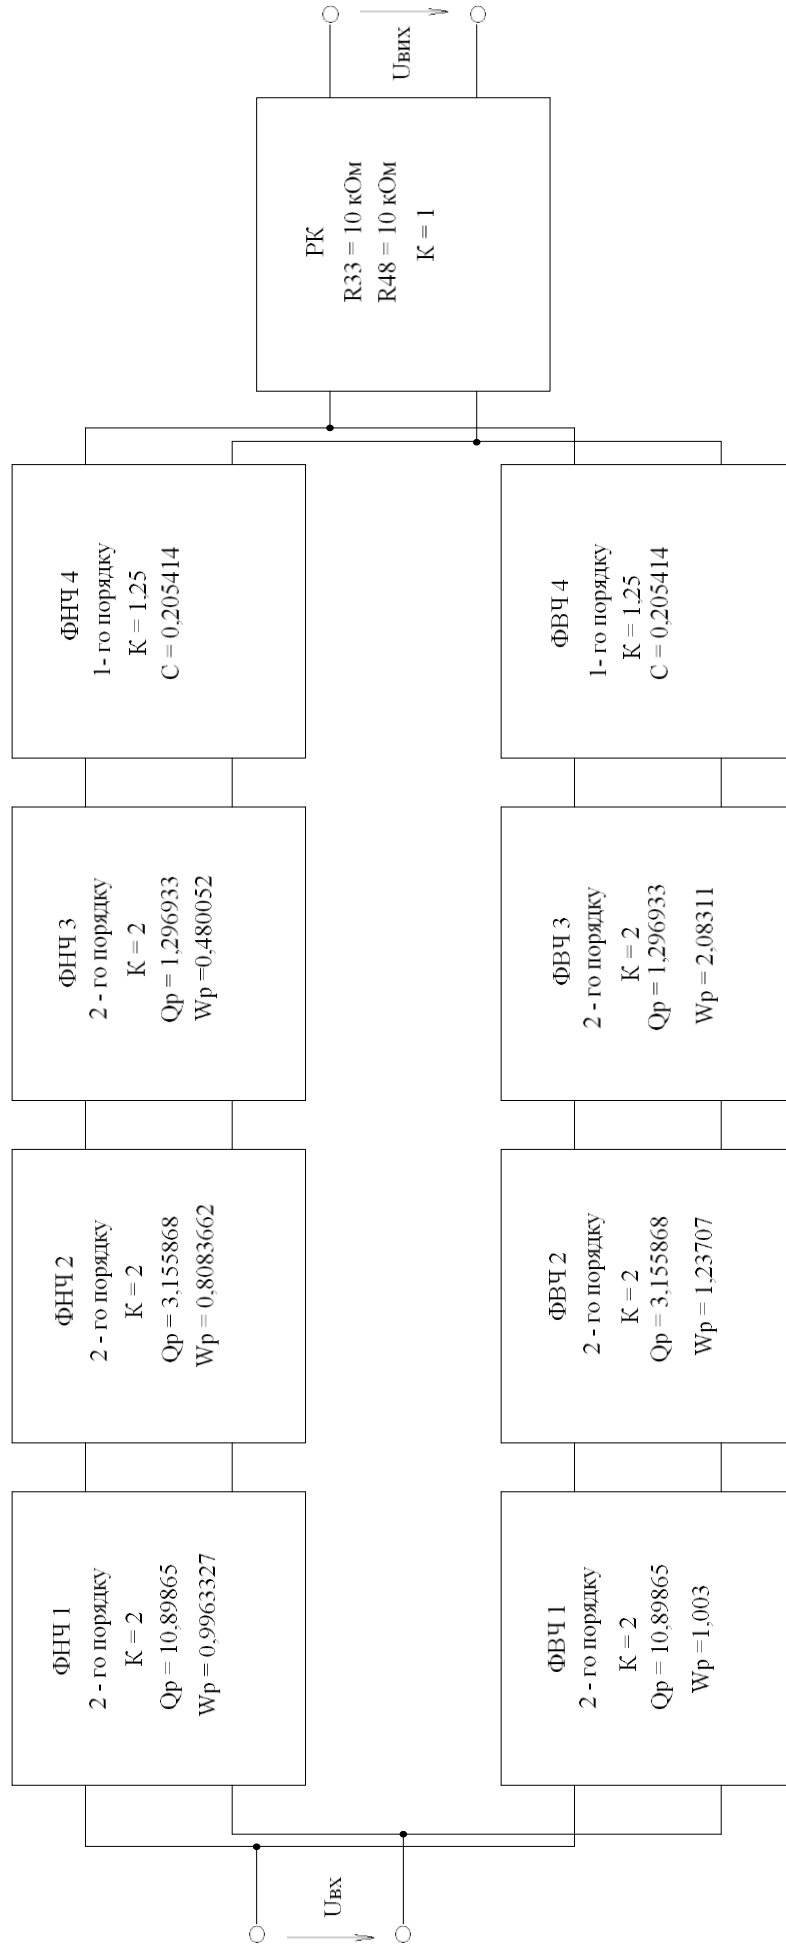 Uвх
ФНЧ 1
2 - го порядку
К = 2
Qp = 10,89865
Wp = 0,9963327
ФНЧ 2
2 - го порядку
К = 2
Qp = 3,155868
Wp = 0,8083662
ФНЧ 3
2 - го порядку
К = 2
Qp = 1,296933
Wp =0,480052
ФНЧ 4
1- го порядку
К = 1,25
С = 0,205414
ФВЧ 1
2 - го порядку
К = 2
Qp = 10,89865
Wp =1,003
ФВЧ 2
2 - го порядку
К = 2
Qp = 3,155868
Wp = 1,23707
ФВЧ 3
2 - го порядку
К = 2
Qp = 1,296933
Wp = 2,08311
ФВЧ 4
1- го порядку
К = 1,25
С = 0,205414
РК
R33 = 10 кОм
R48 = 10 кОм
К = 1
Uвих